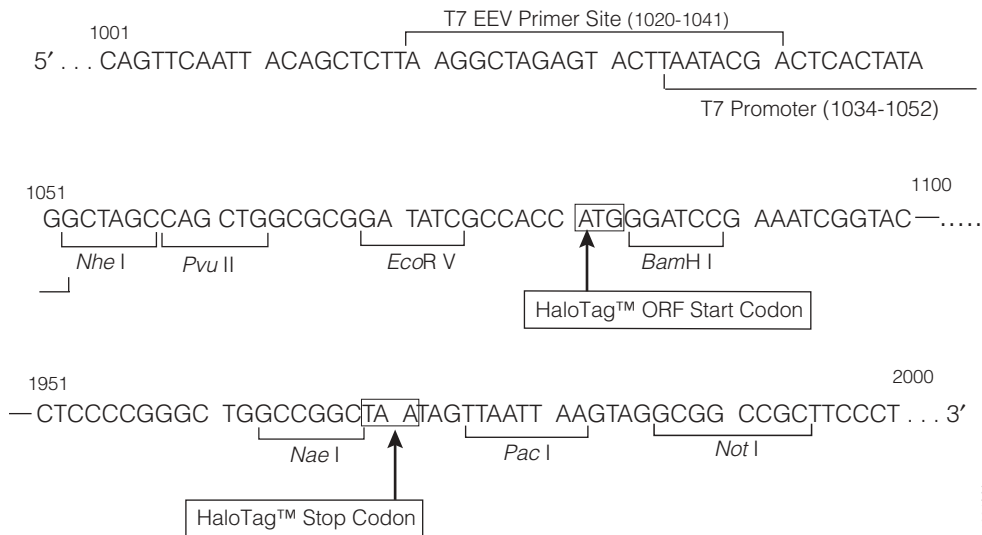 T7 EEV Primer Site (1020-1041)
1001
5′ . . . CAGTTCAATT ACAGCTCTTA AGGCTAGAGT ACTTAATACG ACTCACTATA
T7 Promoter (1034-1052)
1051 1100
GGCTAGCCAG CTGGCGCGGA TATCGCCACC ATGGGATCCG AAATCGGTAC—.....
Nhe I Pvu II EcoR V BamH I
HaloTag™ ORF Start Codon
1951 2000
—CTCCCCGGGC TGGCCGGCTA ATAGTTAATT AAGTAGGCGG CCGCTTCCCT . . . 3′
Nae I Pac I Not I
HaloTag™ Stop Codon